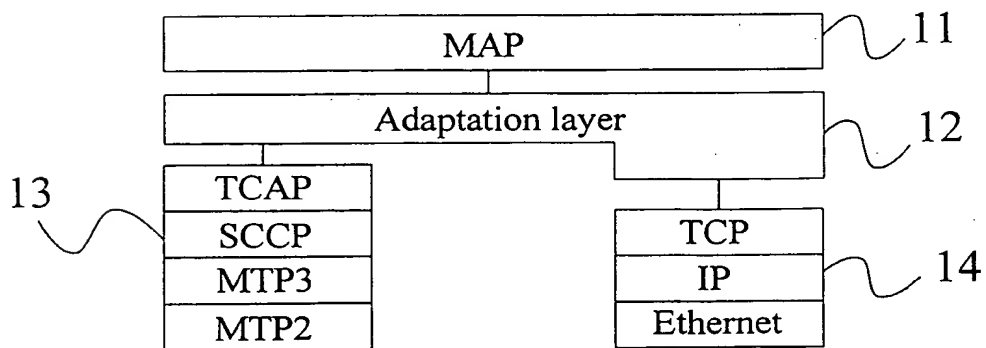 MAP
11
Adaptation layer
12
13
TCAP
SCCP
MTP3
MTP2
TCP
IP
Ethernet
14